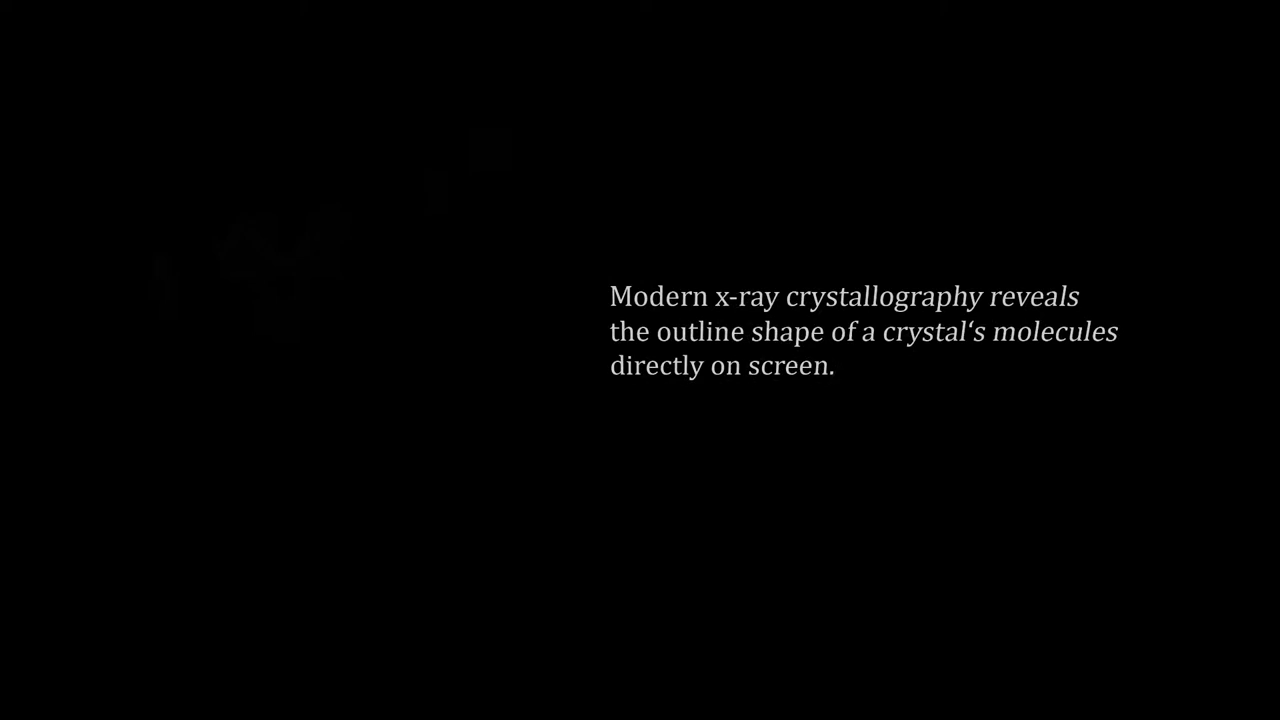 Modern x-ray crystallography reveals
the outline shape of a crystal‘s molecules
directly on screen.